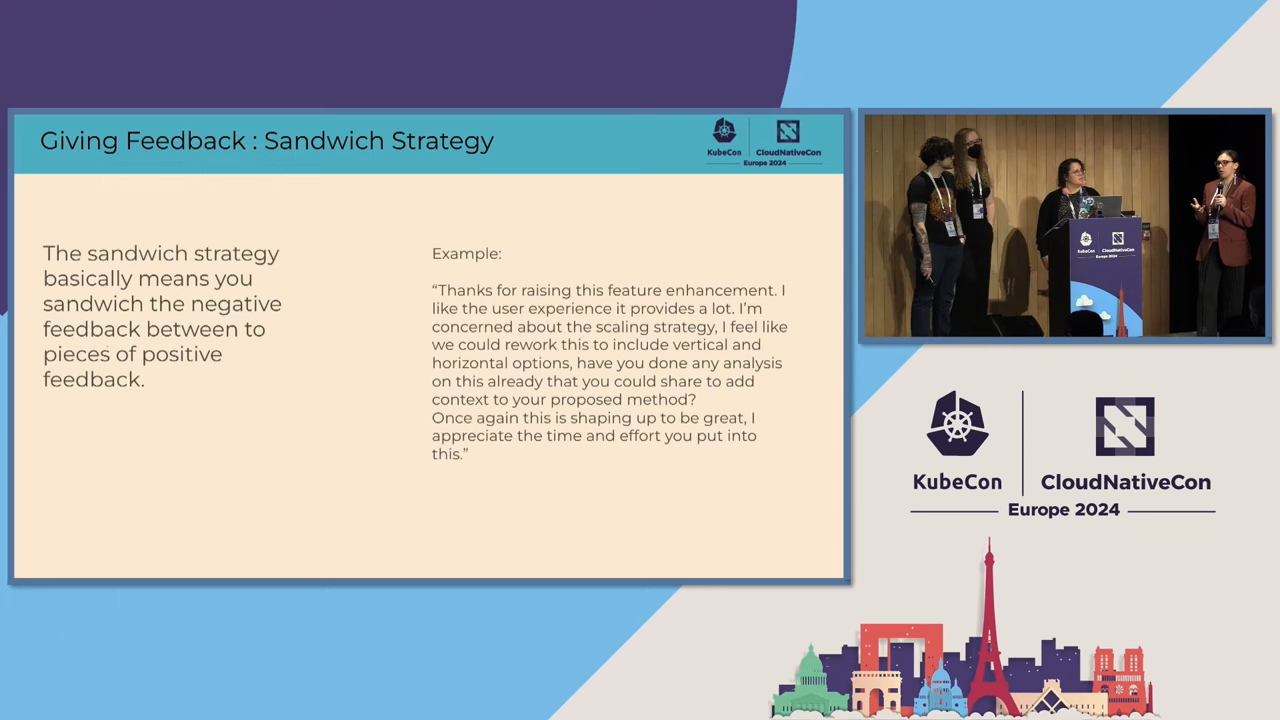 Giving Feedback : Sandwich Strategy
KubeCon
CloudNativeCon
Europe 2024
The sandwich strategy
basically means you
sandwich the negative
feedback between to
pieces of positive
feedback.
Example:
“Thanks for raising this feature enhancement. I
like the user experience it provides a lot. I’m
concerned about the scaling strategy, I feel like
we could rework this to include vertical and
horizontal options, have you done any analysis
on this already that you could share to add
context to your proposed method?
Once again this is shaping up to be great, I
appreciate the time and effort you put into
this.”
KubeCon
CloudNativeCon
Europe 2024
KubeCon
CloudNativeCon
Europe 2024